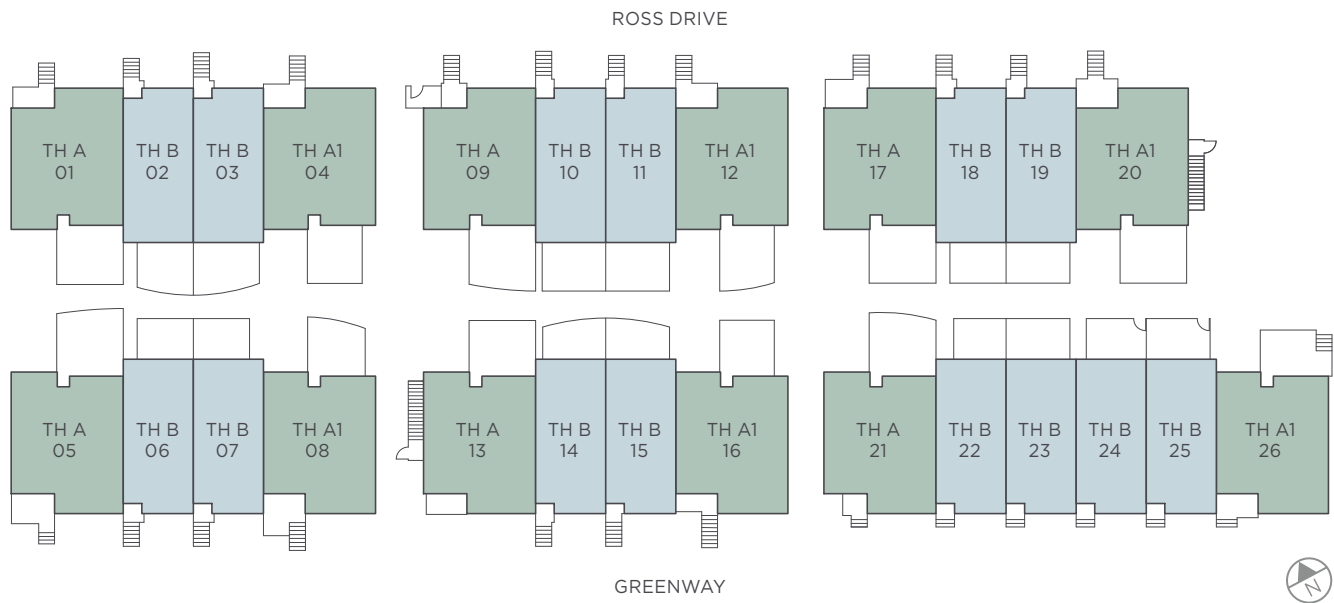 ROSS DRIVE
TH A
01
TH B
02
TH B
03
TH A1
04
TH A
09
TH B
10
TH B
11
TH A1
12
TH A
17
TH B
18
TH B
19
TH A1
20
TH A
05
TH B
06
TH B
07
TH A1
08
TH A
13
TH B
14
TH B
15
TH A1
16
TH A
21
TH B
22
TH B
23
TH B
24
TH B
25
TH A1
26
GREENWAY
N